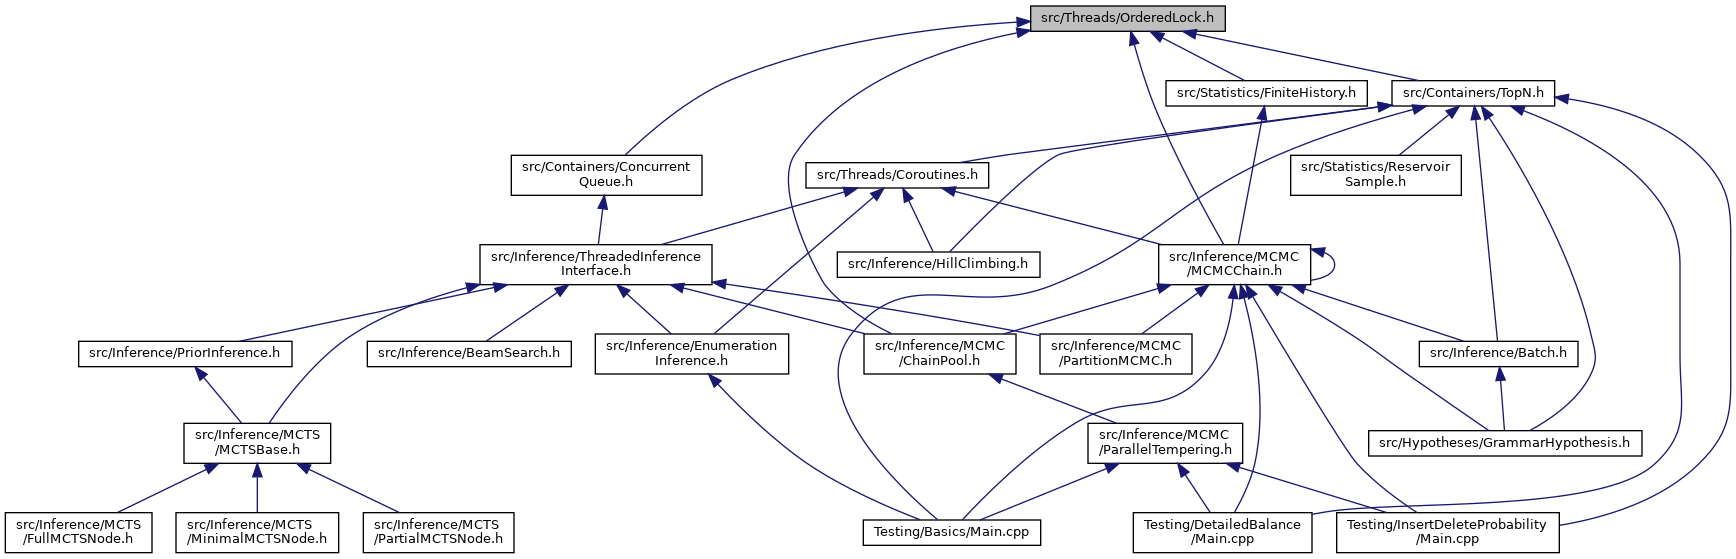 src/Threads/OrderedLock.h
src/Statistics/FiniteHistory.h
src/Containers/TopN.h
src/Containers/Concurrent
Queue.h
src/Threads/Coroutines.h
src/Statistics/Reservoir
Sample.h
src/Inference/ThreadedInference
Interface.h
src/Inference/HillClimbing.h
src/Inference/MCMC
/MCMCChain.h
src/Inference/PriorInference.h
src/Inference/BeamSearch.h
src/Inference/Enumeration
Inference.h
src/Inference/MCMC
/ChainPool.h
src/Inference/MCMC
/PartitionMCMC.h
src/Inference/Batch.h
src/Inference/MCTS
/MCTSBase.h
src/Inference/MCMC
/ParallelTempering.h
src/Hypotheses/GrammarHypothesis.h
src/Inference/MCTS
/FullMCTSNode.h
src/Inference/MCTS
/MinimalMCTSNode.h
src/Inference/MCTS
/PartialMCTSNode.h
Testing/Basics/Main.cpp
Testing/DetailedBalance
/Main.cpp
Testing/InsertDeleteProbability
/Main.cpp